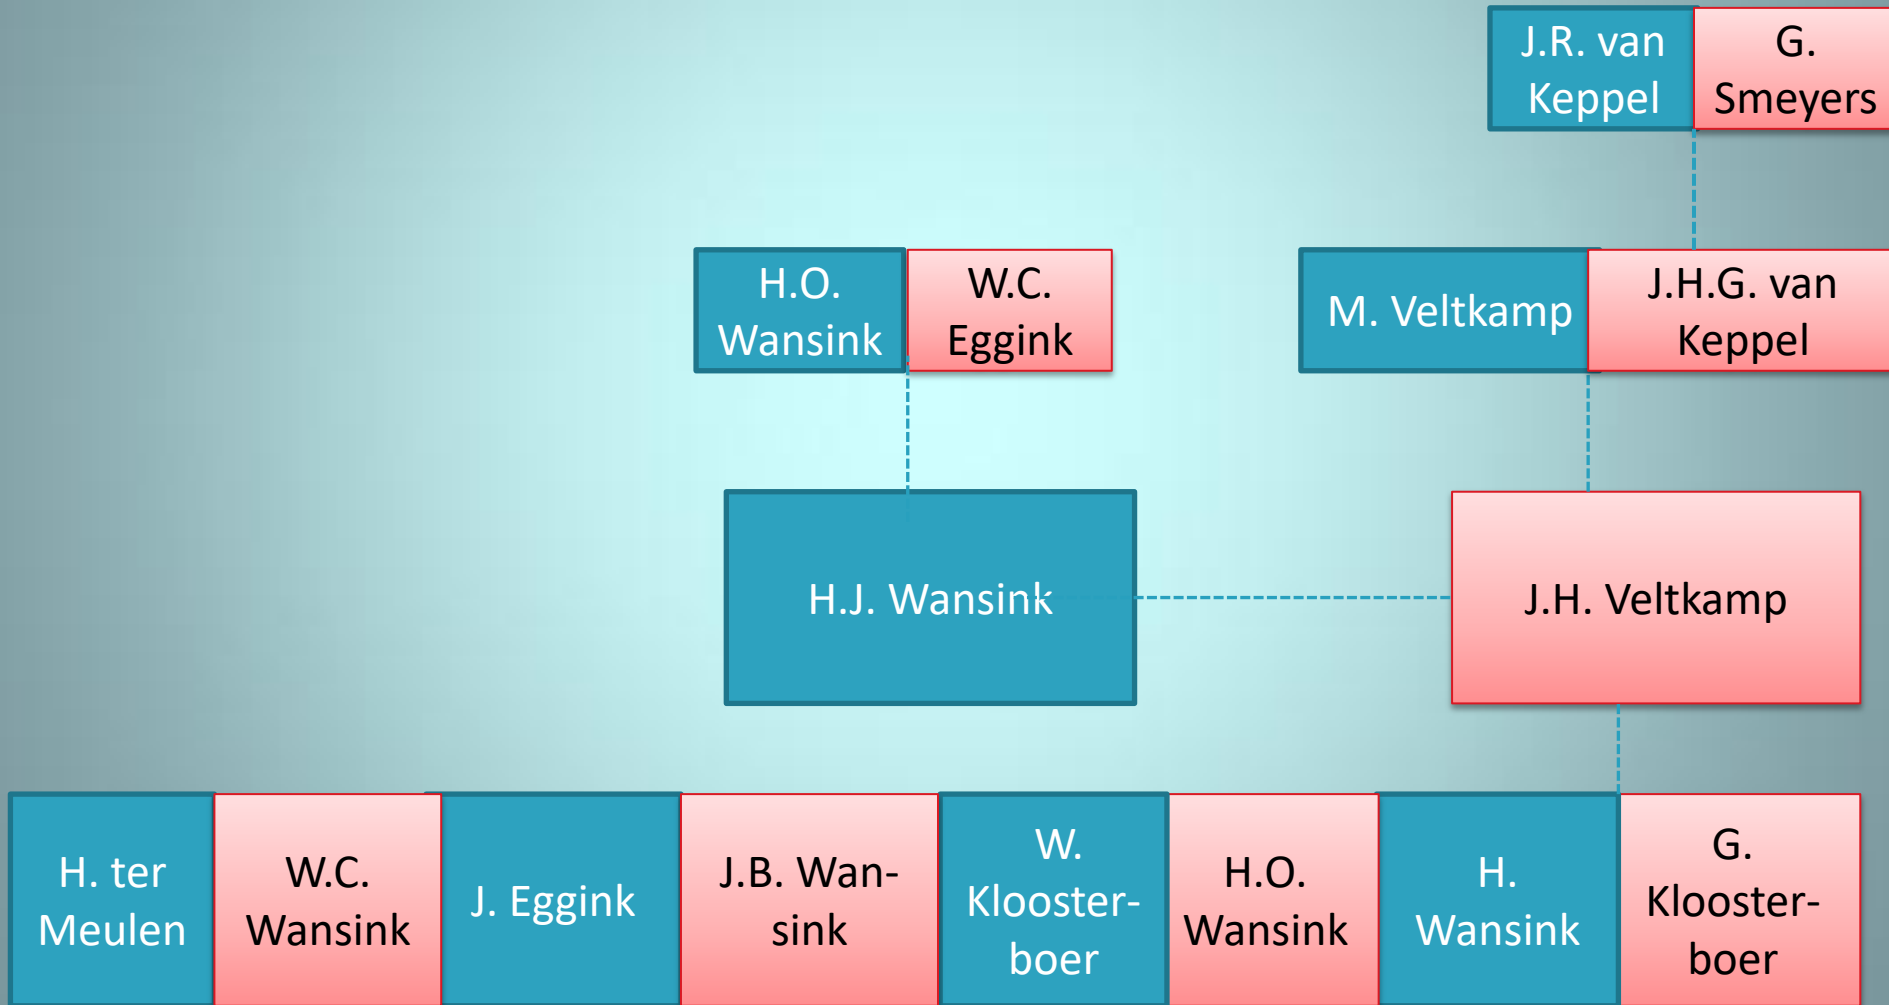 J.R. van
Keppel
G.
Smeyers
H.O.
Wansink
W.C.
Eggink
M. Veltkamp
J.H.G. van
Keppel
H.J. Wansink
J.H. Veltkamp
H. ter
Meulen
W.C.
Wansink
J. Eggink
J.B. Wan-
sink
W.
Klooster-
boer
H.O.
Wansink
H.
Wansink
G.
Klooster-
boer